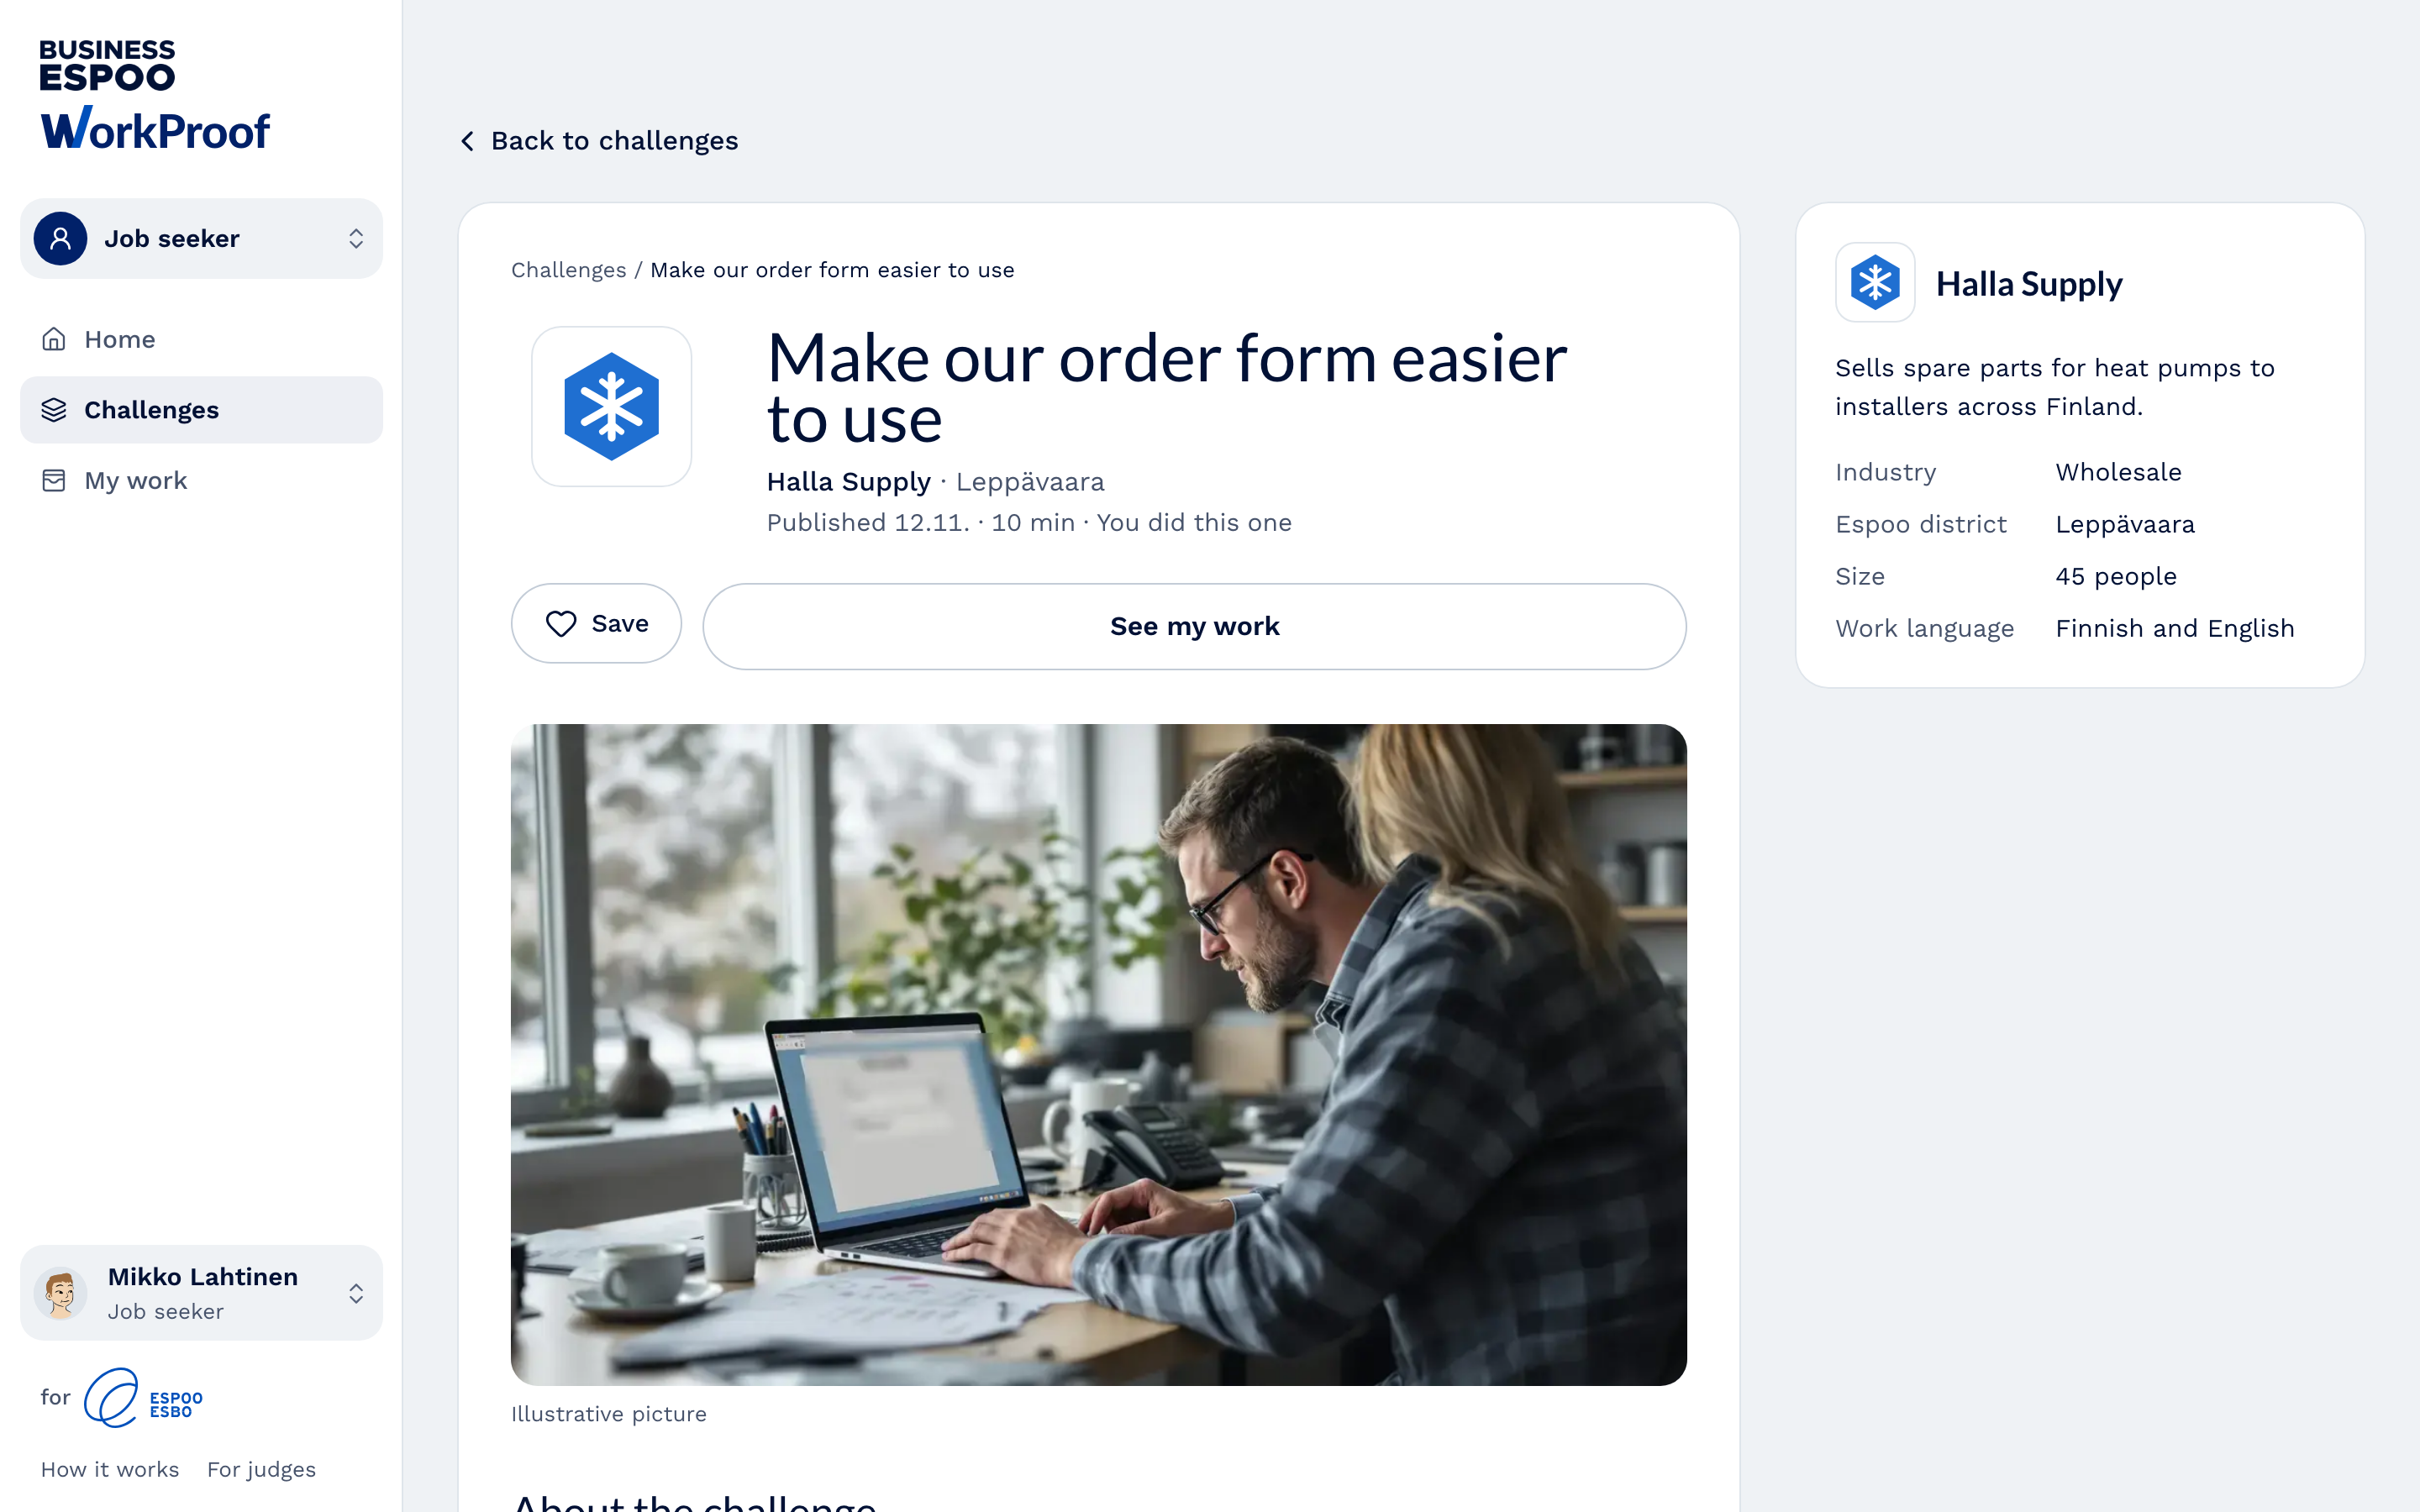 BUSINESS
ESPOO
WorkProof
Job seeker
Home
Challenges
My work
Mikko Lahtinen
Job seeker
for
ESPOO
ESBO
How it works
For judges
Back to challenges
Challenges / Make our order form easier to use
Make our order form easier
to use
Halla Supply · Leppävaara
Published 12.11. · 10 min · You did this one
Save
See my work
Illustrative picture
About the challenge
Halla Supply
Sells spare parts for heat pumps to
installers across Finland.
Industry Wholesale
Espoo district Leppävaara
Size 45 people
Work language Finnish and English